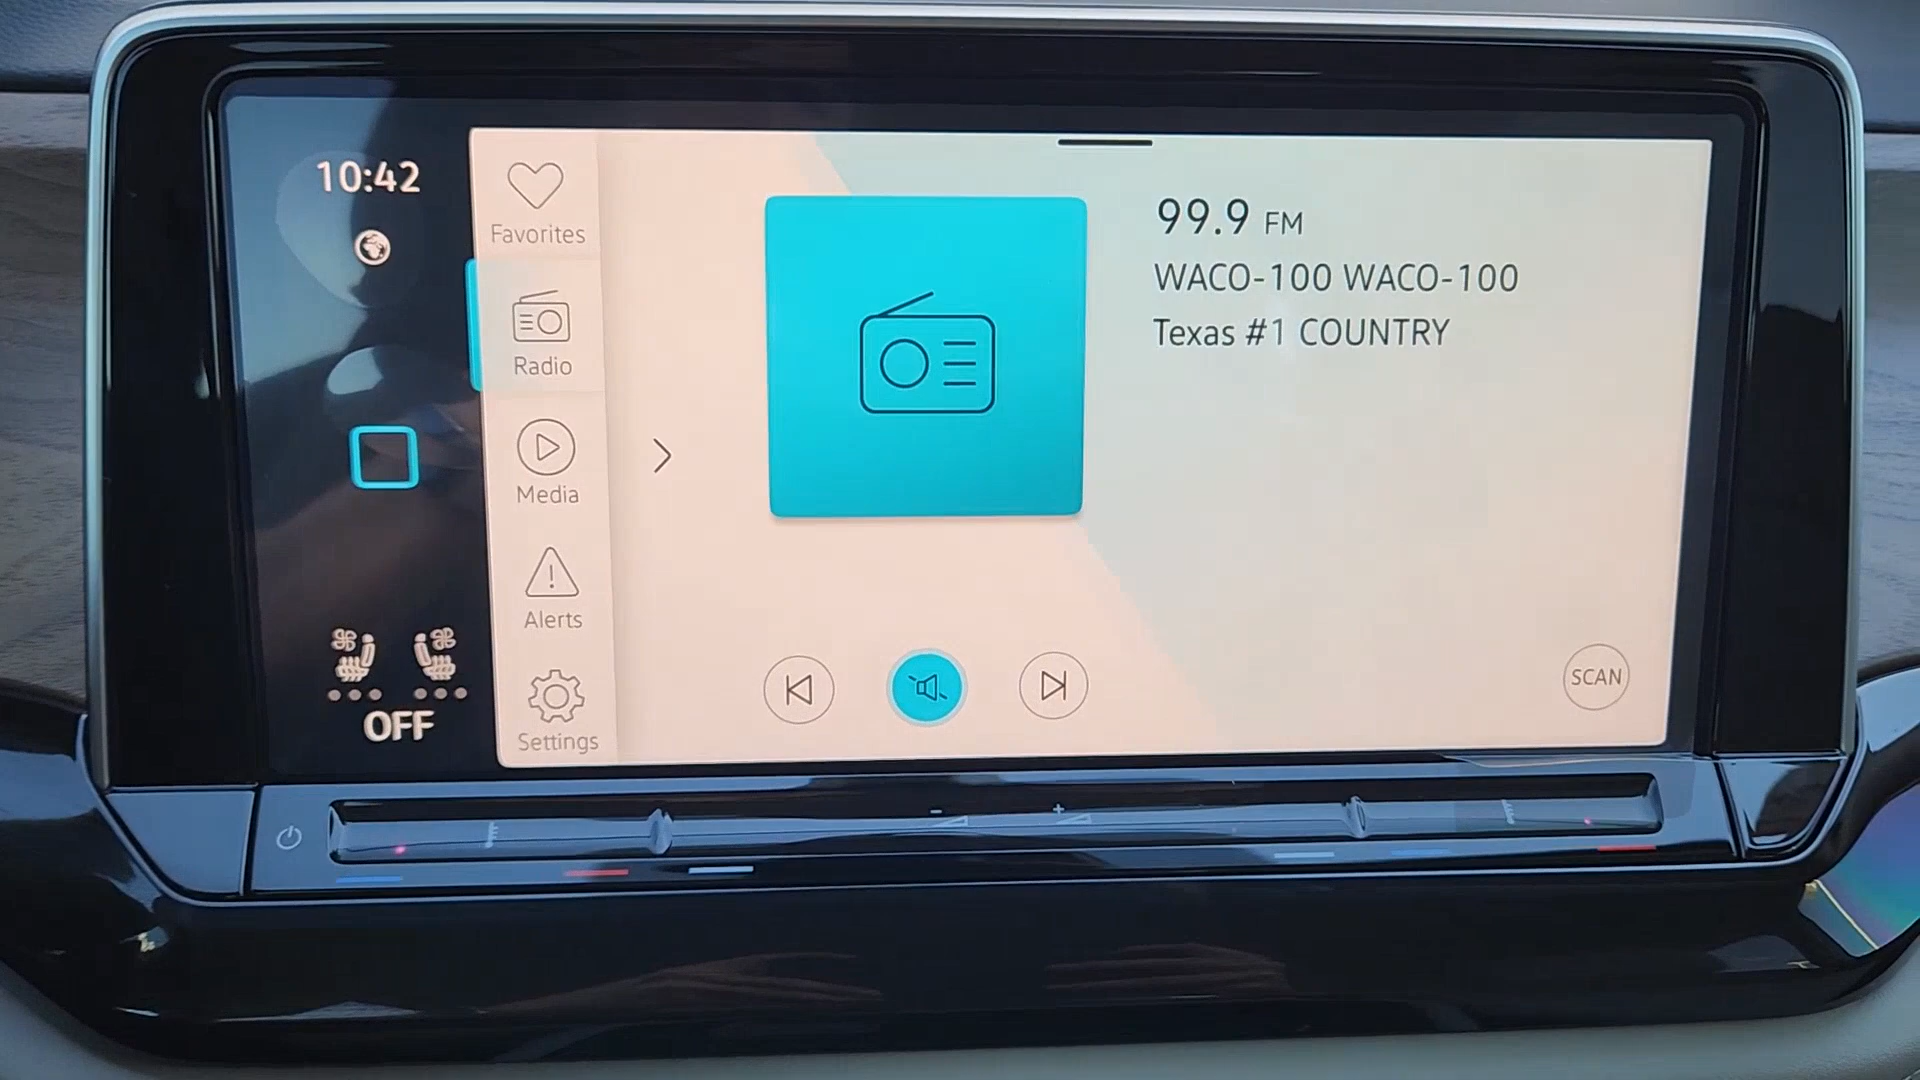 10:42
Favorites
Radio
Media
Alerts
Settings
OFF
99.9 FM
WACO-100 WACO-100
Texas #1 COUNTRY
SCAN
- +